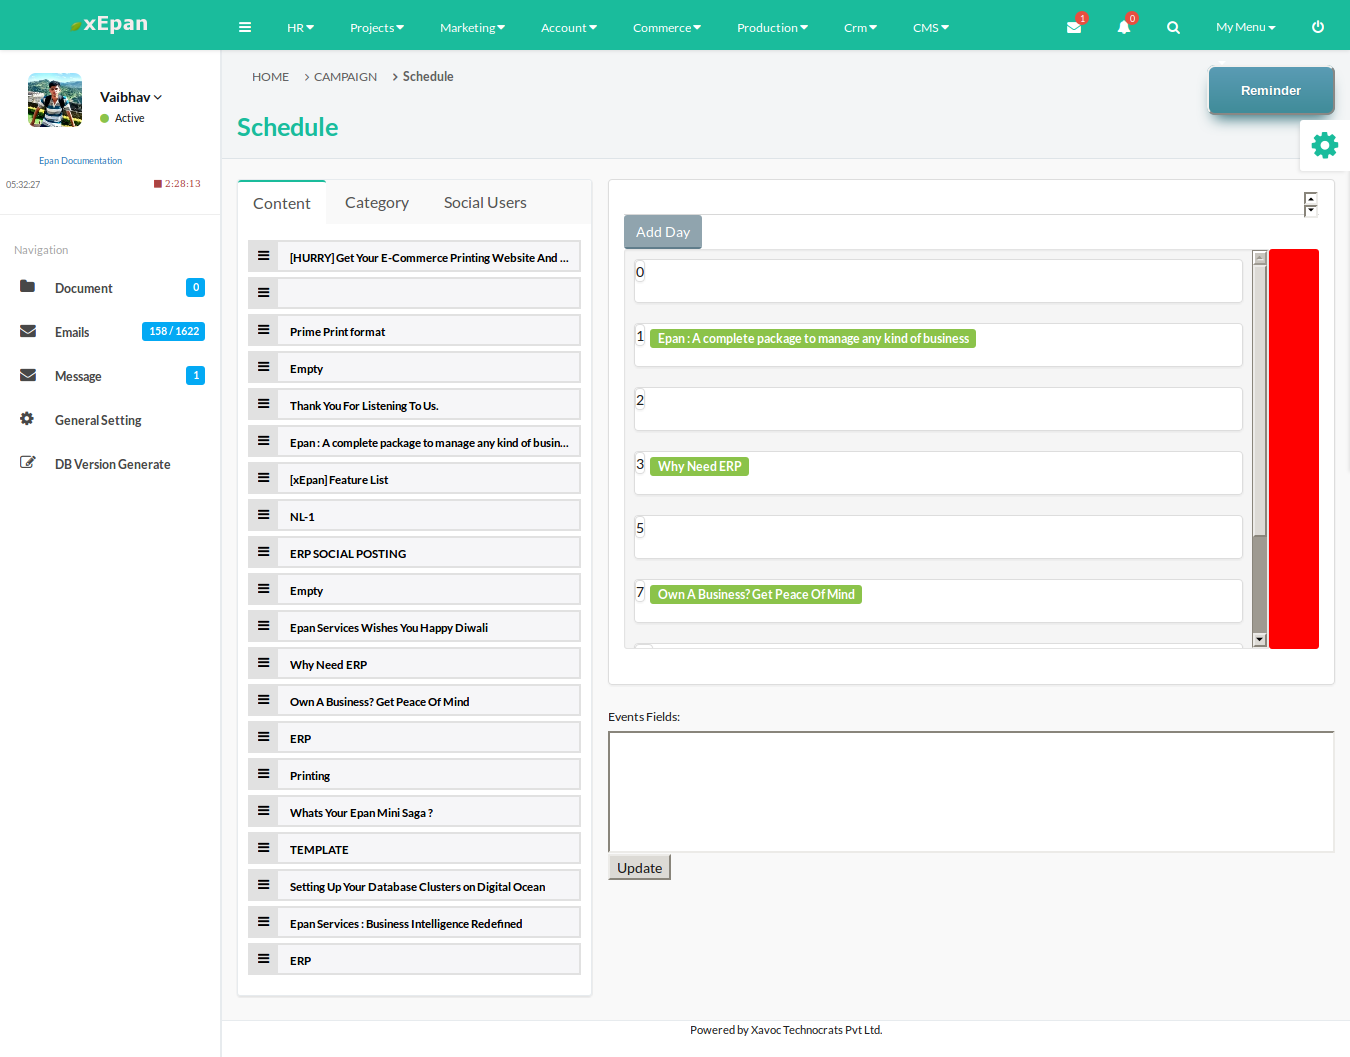 xEpan
HR
Projects
Marketing
Account
Commerce
Production
Crm
CMS
1
0
My Menu
Vaibhav
Active
Epan Documentation
05:32:27
2:28:13
Navigation
Document
0
Emails
158 / 1622
Message
1
General Setting
DB Version Generate
HOME
CAMPAIGN
Schedule
Reminder
Schedule
Content
Category
Social Users
[HURRY] Get Your E-Commerce Printing Website And ...
Prime Print format
Empty
Thank You For Listening To Us.
Epan : A complete package to manage any kind of busin...
[xEpan] Feature List
NL-1
ERP SOCIAL POSTING
Empty
Epan Services Wishes You Happy Diwali
Why Need ERP
Own A Business? Get Peace Of Mind
ERP
Printing
Whats Your Epan Mini Saga ?
TEMPLATE
Setting Up Your Database Clusters on Digital Ocean
Epan Services : Business Intelligence Redefined
ERP
Add Day
0
1 Epan : A complete package to manage any kind of business
2
3 Why Need ERP
5
7 Own A Business? Get Peace Of Mind
Events Fields:
Update
Powered by Xavoc Technocrats Pvt Ltd.